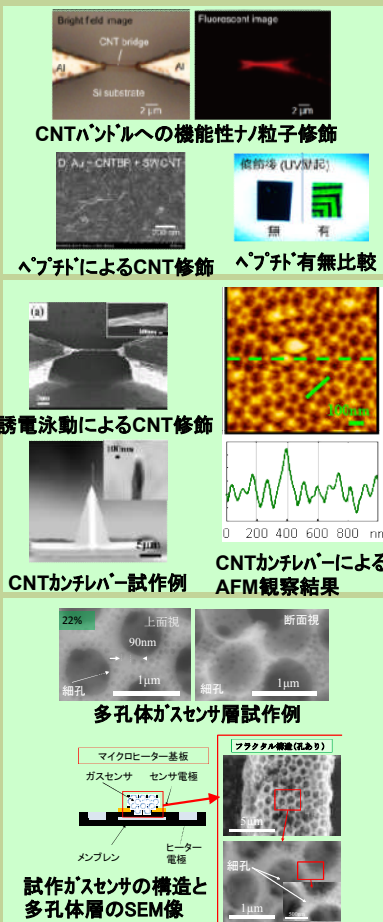 Bright field image
Fluorescent image
CNT bridge
Al
Al
Si substrate
2 μm
2 μm
CNTバンドルへの機能性ナノ粒子修飾
修飾後 (UV励起)
無
有
ペプチドによるCNT修飾
ペプチド有無比較
(a)
100nm
誘電泳動によるCNT修飾
0 200 400 600 800 nm
CNTカンチレバー試作例
CNTカンチレバーによる
AFM観察結果
22%
上面視
断面視
90nm
1μm
1μm
細孔
細孔
多孔体ガスセンサ層試作例
マイクロヒーター基板
フラクタル構造(孔あり)
ガスセンサ
センサ電極
5μm
メンブレン
ヒーター
電極
細孔
1μm
試作ガスセンサの構造と
多孔体層のSEM像